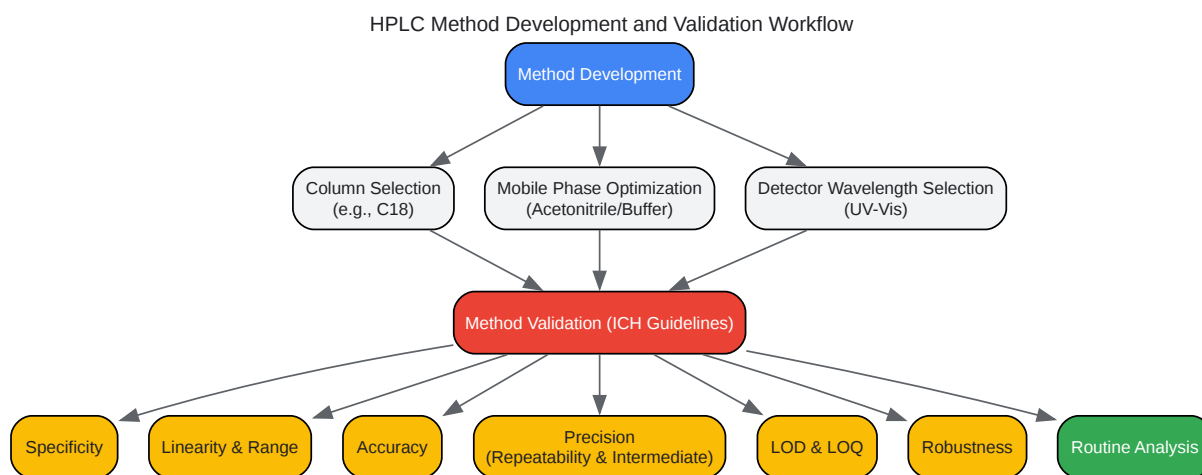 HPLC Method Development and Validation Workflow
Method Development
Column Selection
(e.g., C18)
Mobile Phase Optimization
(Acetonitrile/Buffer)
Detector Wavelength Selection
(UV-Vis)
Method Validation (ICH Guidelines)
Specificity
Linearity & Range
Accuracy
Precision
(Repeatability & Intermediate)
LOD & LOQ
Robustness
Routine Analysis